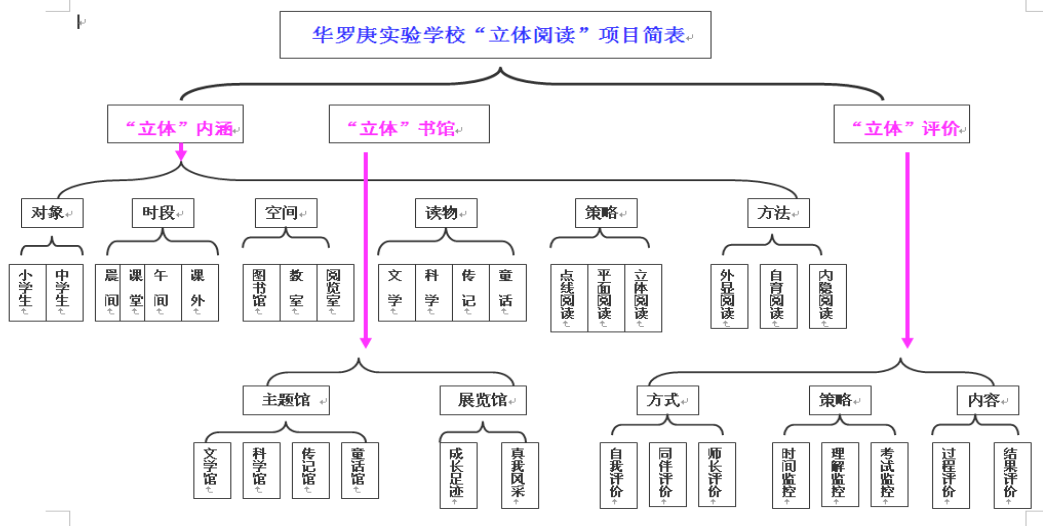 华罗庚实验学校“立体阅读”项目简表
“立体”内涵
“立体”书馆
“立体”评价
对象
时段
空间
读物
策略
方法
小学生
中学生
晨间
课堂
午间
课外
图书馆
教室
阅览室
文学
科学
传记
童话
点线阅读
平面阅读
立体阅读
外显阅读
自育阅读
内隐阅读
主题馆
展览馆
方式
策略
内容
文学馆
科学馆
传记馆
童话馆
成长足迹
真我风采
自我评价
同伴评价
师长评价
时间监控
理解监控
考试监控
过程评价
结果评价